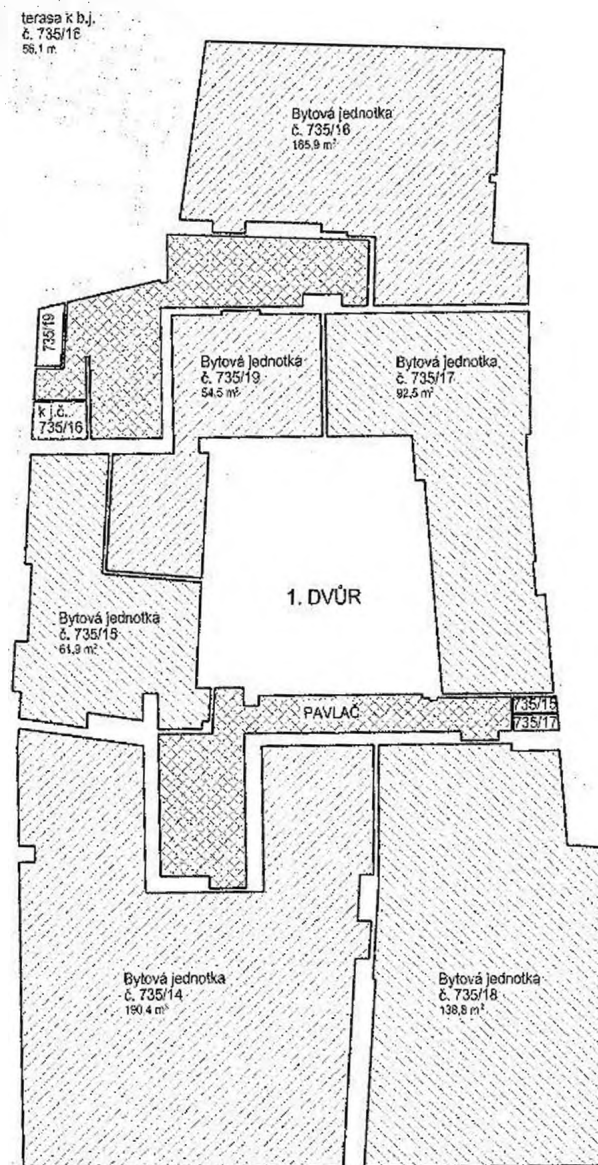 terasa k b.j.
č. 735/16
56,1 m
Bytová jednotka
č. 735/16
165,9 m²
735/19
k j.č.
735/16
Bytová jednotka
č. 735/19
54,5 m²
Bytová jednotka
č. 735/17
92,5 m²
1. DVŮR
Bytová jednotka
č. 735/15
61,9 m²
PAVLAČ
735/15
735/17
Bytová jednotka
č. 735/14
190,4 m²
Bytová jednotka
č. 735/18
138,8 m²